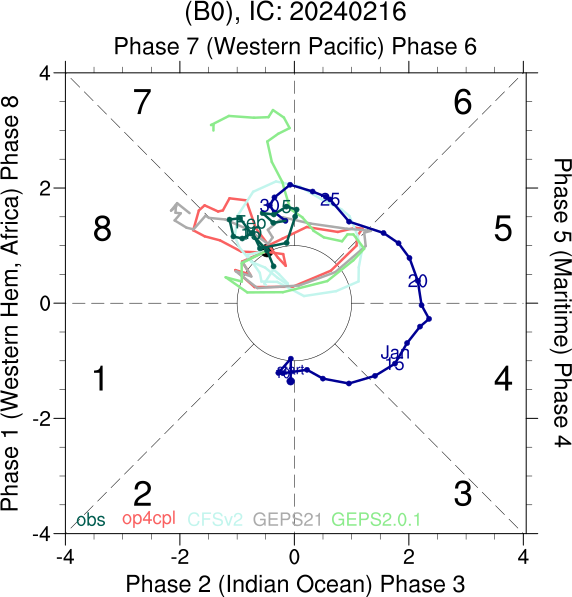 (B0), IC: 20240216
Phase 7 (Western Pacific) Phase 6
4
2
0
-2
-4
-4
-2
0
2
4
Phase 1 (Western Hem, Africa) Phase 8
Phase 5 (Maritime) Phase 4
7
6
8
5
1
4
2
3
25
30
5
Feb
20
Jan
15
obs
op4cpl
CFSv2
GEPS21
GEPS2.0.1
Phase 2 (Indian Ocean) Phase 3